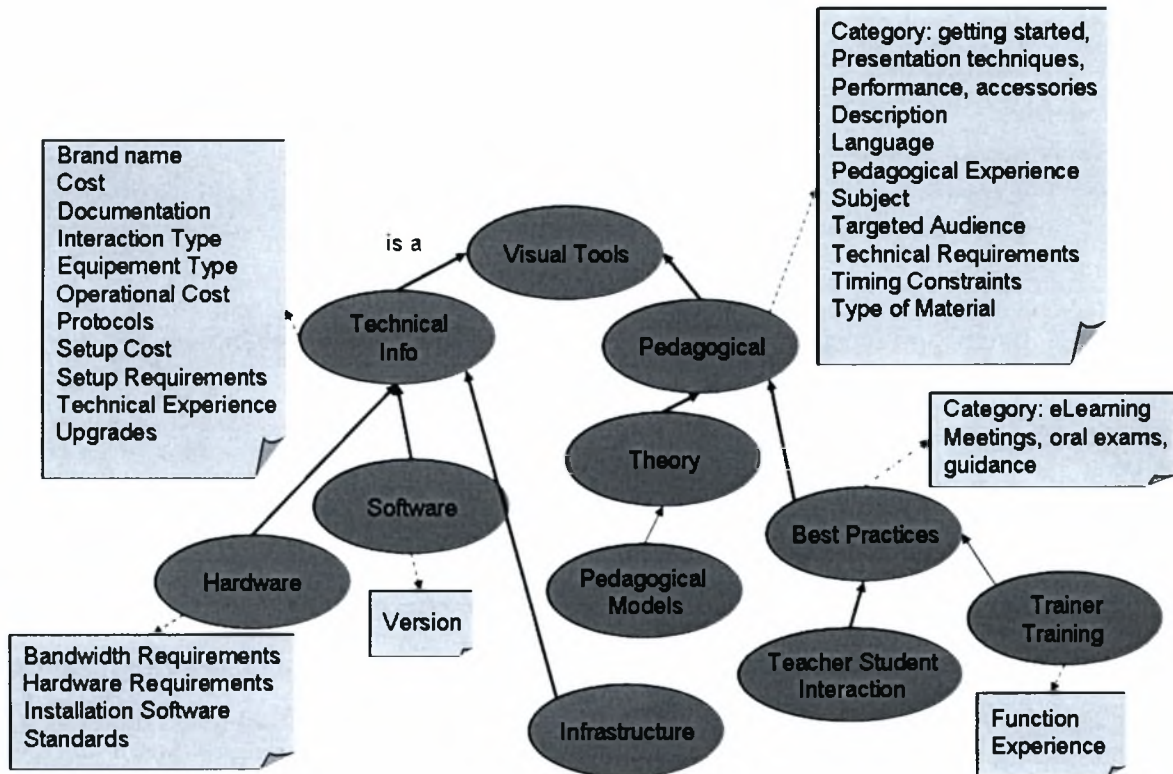 Category: getting started,
Presentation techniques,
Performance, accessories
Description
Language
Pedagogical Experience
Subject
Targeted Audience
Technical Requirements
Timing Constraints
Type of Material
Brand name
Cost
Documentation
Interaction Type
Equipement Type
Operational Cost
Protocols
Setup Cost
Setup Requirements
Technical Experience
Upgrades
is a
Visual Tools
Technical
Info
Pedagogical
Category: eLearning
Meetings, oral exams,
guidance
Theory
Software
Best Practices
Hardware
Pedagogical
Models
Trainer
Training
Version
Teacher Student
Interaction
Bandwidth Requirements
Hardware Requirements
Installation Software
Standards
Infrastructure
Function
Experience